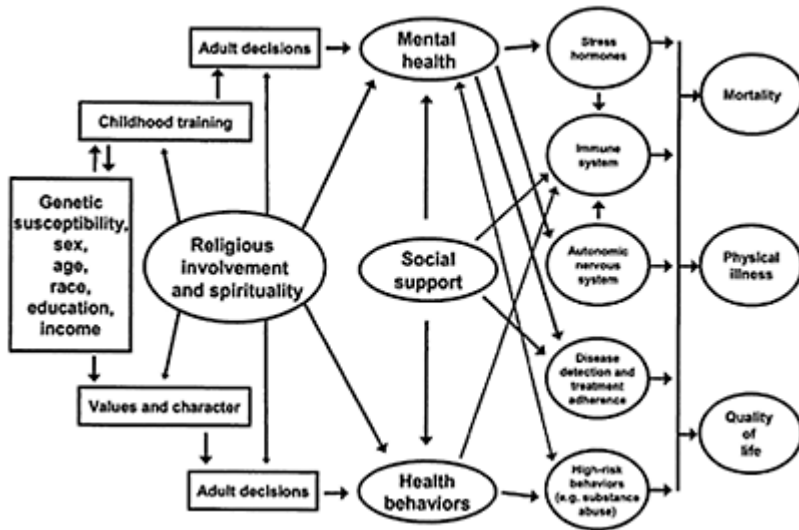 Adult decisions
Mental
health
Stress
hormones
Mortality
Childhood training
Immune
system
Genetic
susceptibility,
sex,
age,
race,
education,
income
Religious
involvement
and spirituality
Social
support
Autonomic
nervous
system
Physical
illness
Disease
detection and
treatment
adherence
Values and character
Quality
of
life
Adult decisions
Health
behaviors
High-risk
behaviors
(e.g. substance
abuse)